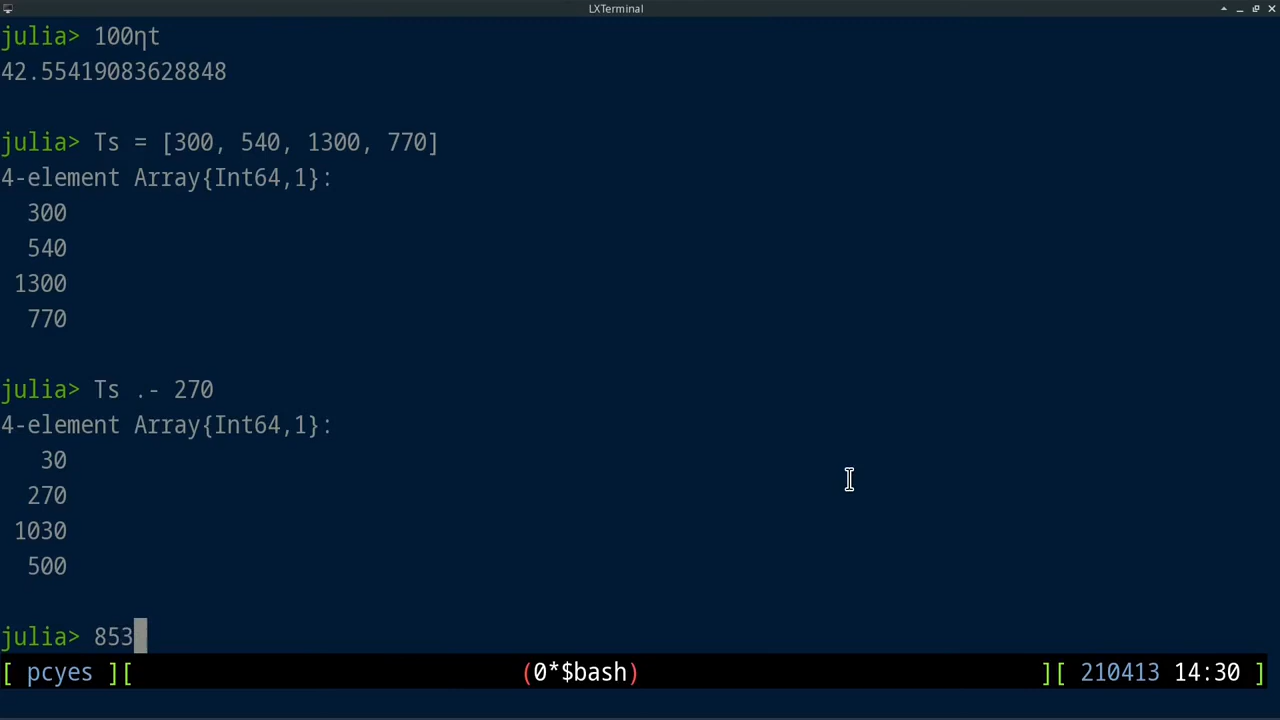 LXTerminal
julia> 100ηt
42.55419083628848
julia> Ts = [300, 540, 1300, 770]
4-element Array{Int64,1}:
300
540
1300
770
julia> Ts .- 270
4-element Array{Int64,1}:
30
270
1030
500
julia> 853
[ pcyes ][ (0*$bash) ][ 210413 14:30 ]